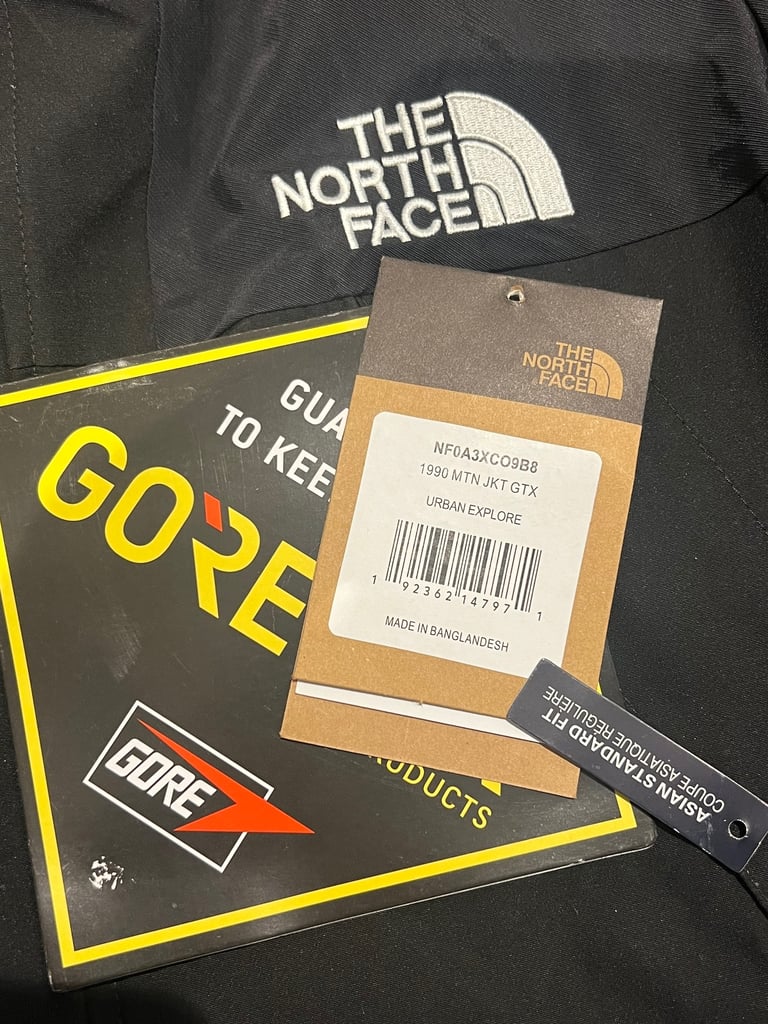 THE
NORTH
FACE
THE
NORTH
FACE
NF0A3XCO9B8
1990 MTN JKT GTX
URBAN EXPLORE
1 92362 14797 1
MADE IN BANGLANDESH
TO
GORE
GORE
ASIAN STANDARD FIT
COUPE ASIATIQUE RÉGULIÈRE